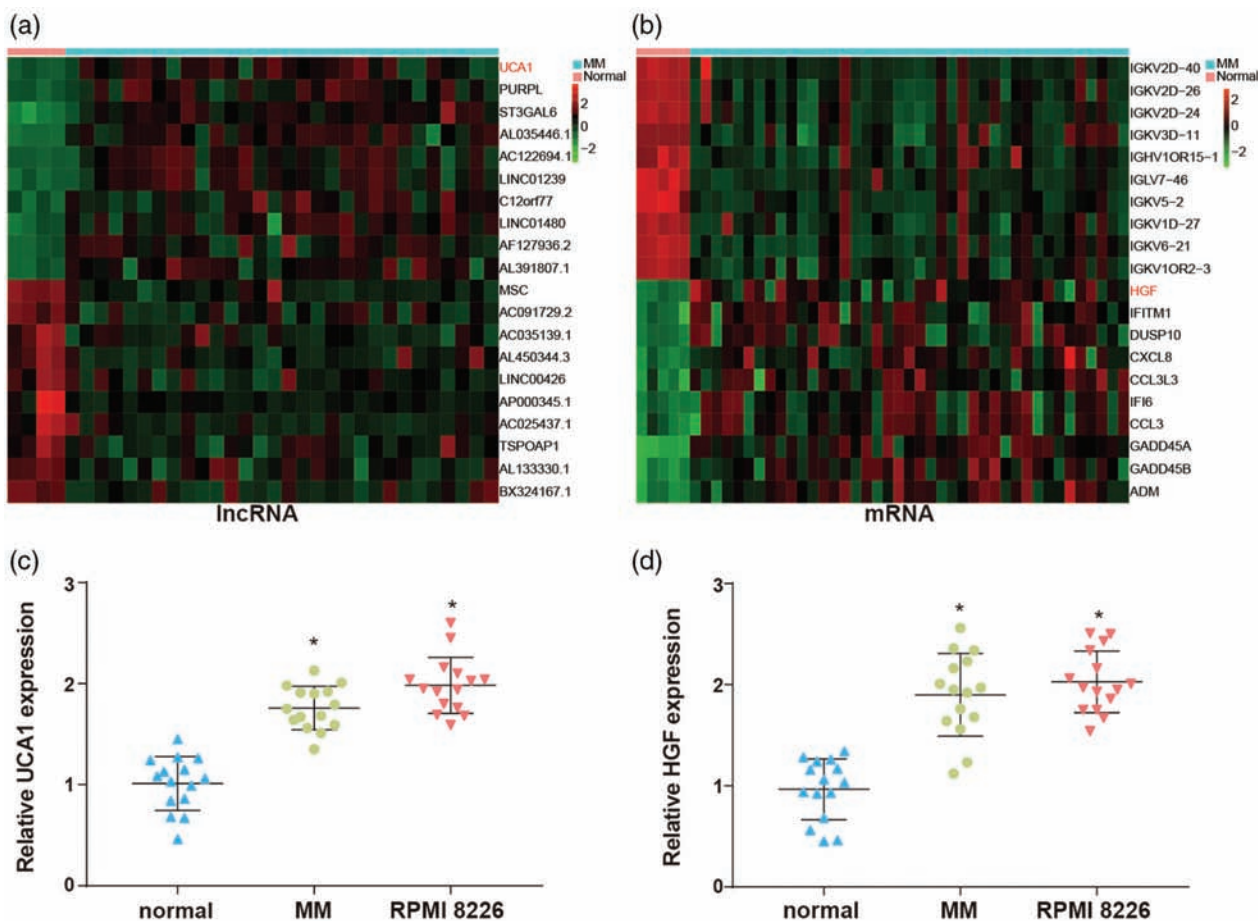 (a)
UCA1
PURPL
ST3GAL6
AL035446.1
AC122694.1
LINC01239
C12orf77
LINC01480
AF127936.2
AL391807.1
MSC
AC091729.2
AC035139.1
AL450344.3
LINC00426
AP000345.1
AC025437.1
TSPOAP1
AL133330.1
BX324167.1
MM
Normal
2
0
−2
lncRNA
(b)
IGKV2D-40
IGKV2D-26
IGKV2D-24
IGKV3D-11
IGHV1OR15-1
IGLV7-46
IGKV5-2
IGKV1D-27
IGKV6-21
IGKV1OR2-3
HGF
IFITM1
DUSP10
CXCL8
CCL3L3
IFI6
CCL3
GADD45A
GADD45B
ADM
MM
Normal
2
1
0
−1
−2
mRNA
(c)
Relative UCA1 expression
3
2
1
0
*
*
normal MM RPMI 8226
(d)
Relative HGF expression
3
2
1
0
*
*
normal MM RPMI 8226